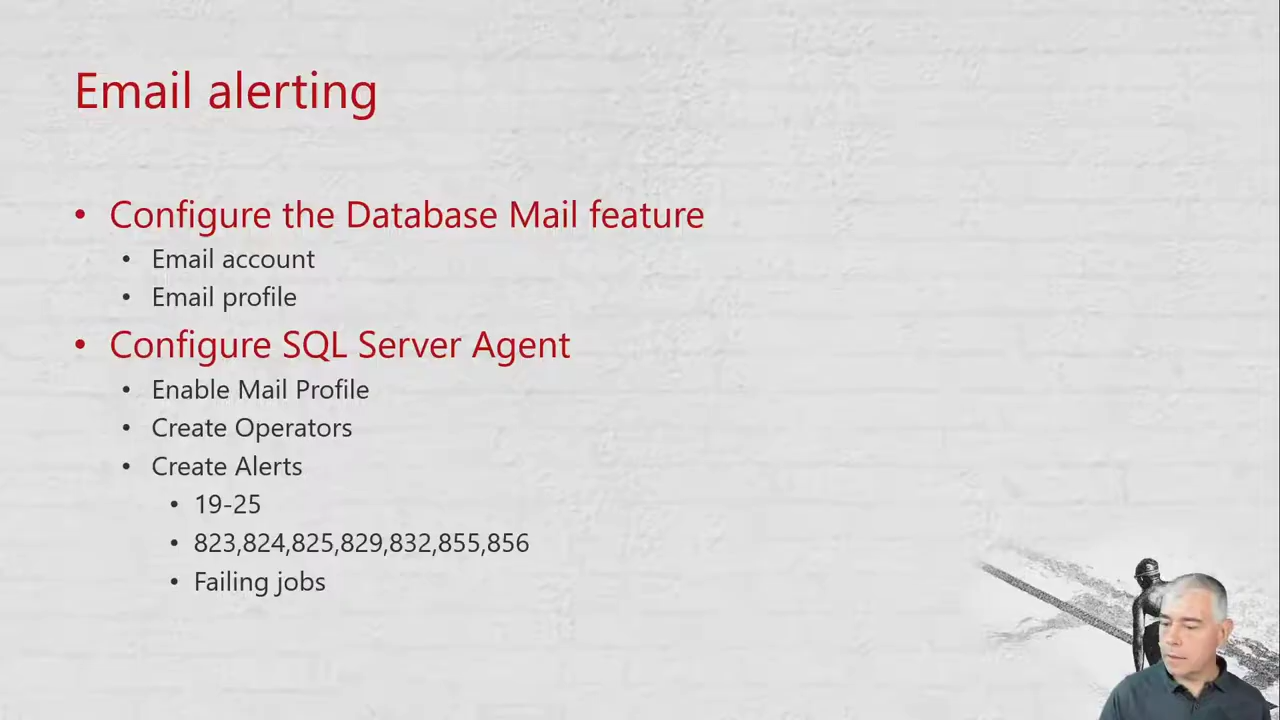 Email alerting
• Configure the Database Mail feature
• Email account
• Email profile
• Configure SQL Server Agent
• Enable Mail Profile
• Create Operators
• Create Alerts
• 19-25
• 823,824,825,829,832,855,856
• Failing jobs